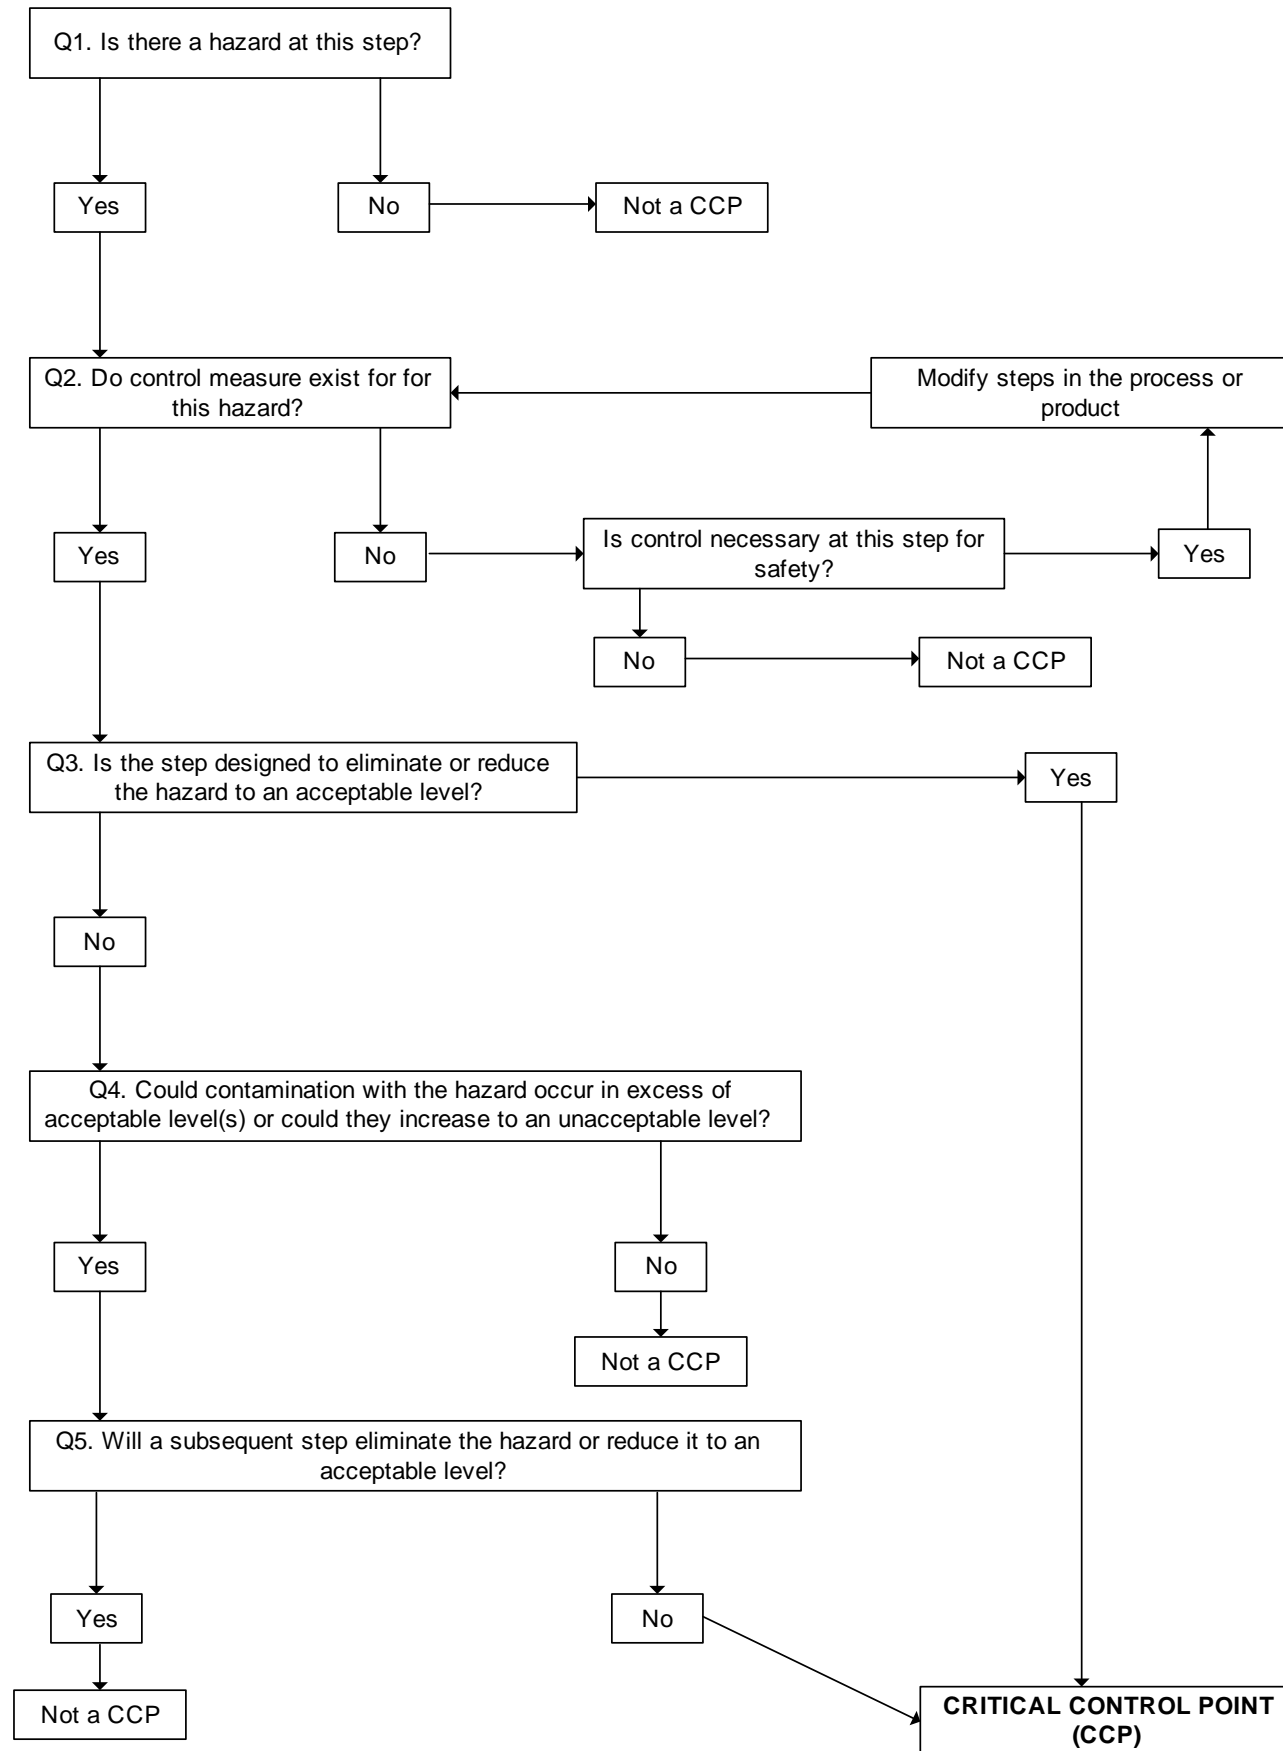 Q1. Is there a hazard at this step?
Yes
No
Not a CCP
Q2. Do control measure exist for for
this hazard?
Modify steps in the process or
product
Yes
No
Is control necessary at this step for
safety?
Yes
No
Not a CCP
Q3. Is the step designed to eliminate or reduce
the hazard to an acceptable level?
Yes
No
Q4. Could contamination with the hazard occur in excess of
acceptable level(s) or could they increase to an unacceptable level?
Yes
No
Not a CCP
Q5. Will a subsequent step eliminate the hazard or reduce it to an
acceptable level?
Yes
No
Not a CCP
CRITICAL CONTROL POINT
(CCP)